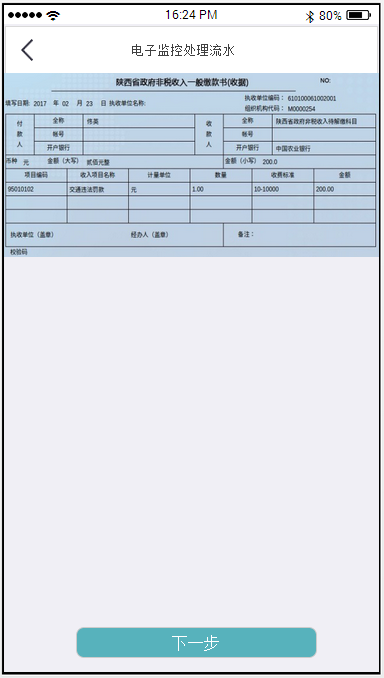 16:24 PM 80%
电子监控处理流水
陕西省政府非税收入一般缴款书(收据) NO:
填写日期: 2017 年 02 月 23 日 执收单位名称: 执收单位编码： 610100061002001
组织机构代码： M0000254
付款人 全称 佟英 收款人 全称 陕西省政府非税收入待解缴科目
帐号 帐号
开户银行 开户银行 中国农业银行
币种 元 金额（大写） 贰佰元整 金额（小写） 200.0
项目编码 收入项目名称 计量单位 数量 收费标准 金额
95010102 交通违法罚款 元 1.00 10-10000 200.00
执收单位（盖章） 经办人（盖章） 备注：
校验码
下一步